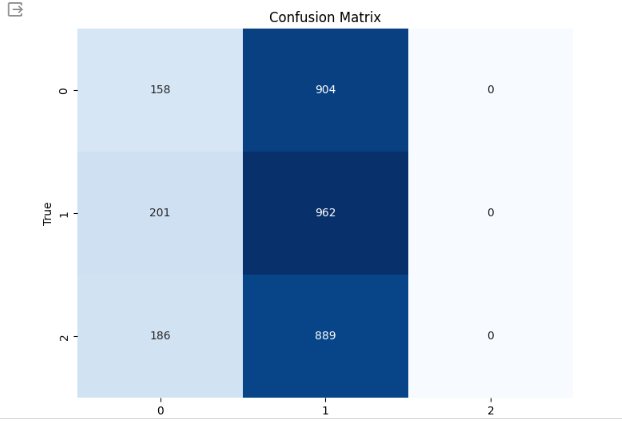 Confusion Matrix
0 158 904 0
1 201 962 0
2 186 889 0
True
0 1 2